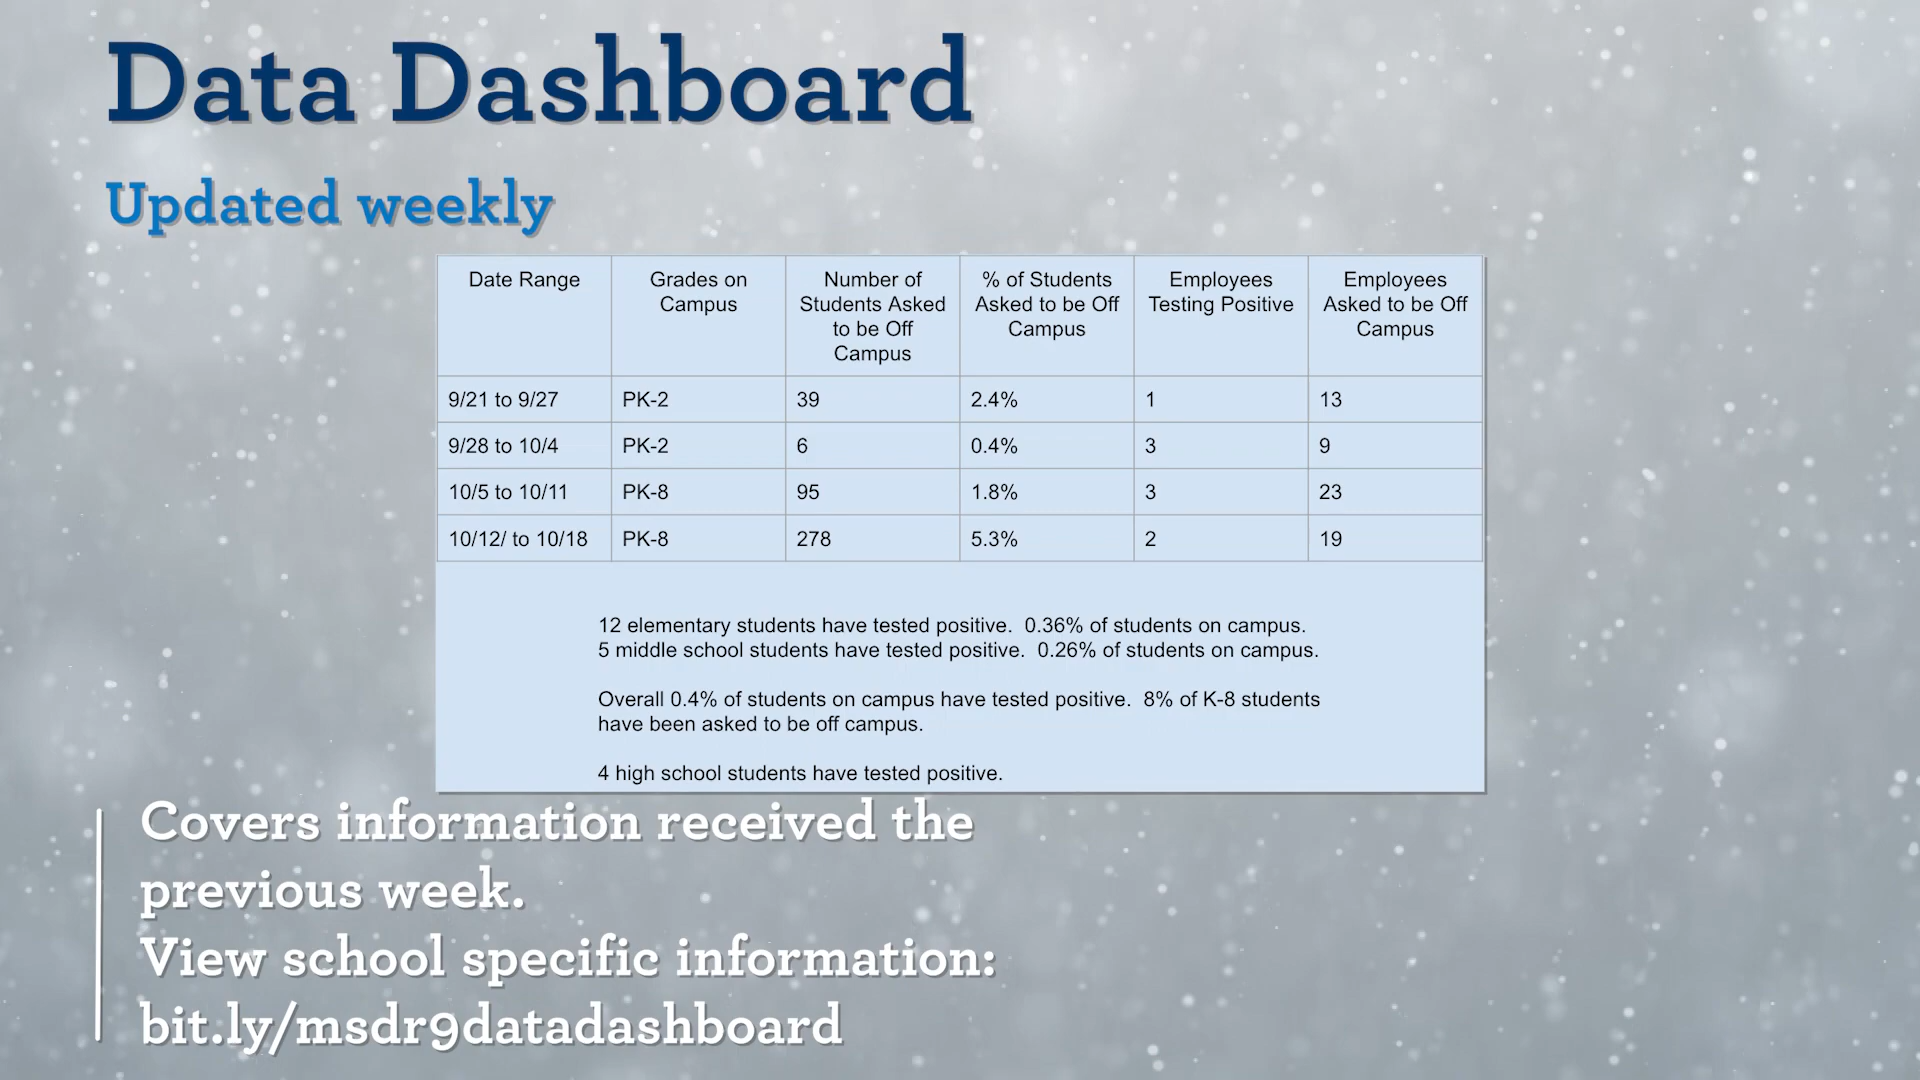 Data Dashboard
Updated weekly
Date Range | Grades on Campus | Number of Students Asked to be Off Campus | % of Students Asked to be Off Campus | Employees Testing Positive | Employees Asked to be Off Campus
9/21 to 9/27 | PK-2 | 39 | 2.4% | 1 | 13
9/28 to 10/4 | PK-2 | 6 | 0.4% | 3 | 9
10/5 to 10/11 | PK-8 | 95 | 1.8% | 3 | 23
10/12/ to 10/18 | PK-8 | 278 | 5.3% | 2 | 19
12 elementary students have tested positive.  0.36% of students on campus.
5 middle school students have tested positive.  0.26% of students on campus.
Overall 0.4% of students on campus have tested positive.  8% of K-8 students
have been asked to be off campus.
4 high school students have tested positive.
Covers information received the
previous week.
View school specific information:
bit.ly/msdr9datadashboard